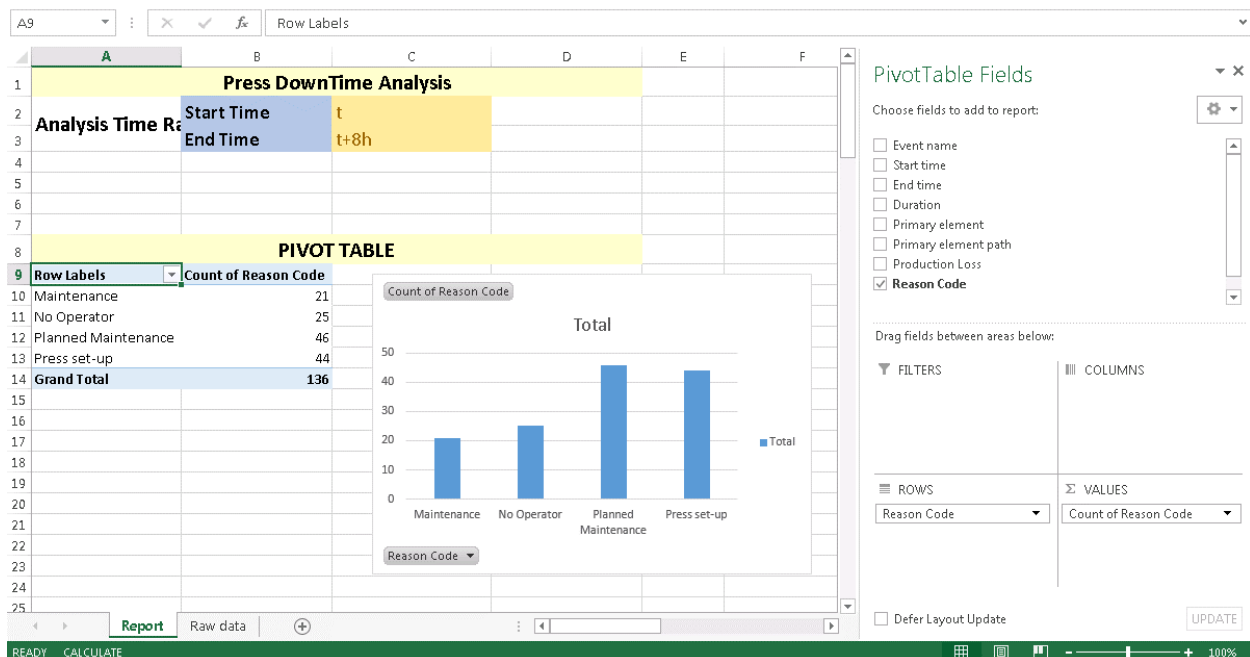 A9
fx
Row Labels
A B C D E F
1 Press DownTime Analysis
2 Analysis Time Ra Start Time t
3 End Time t+8h
4
5
6
7
8 PIVOT TABLE
9 Row Labels Count of Reason Code
10 Maintenance 21
11 No Operator 25
12 Planned Maintenance 46
13 Press set-up 44
14 Grand Total 136
15
16
17
18
19
20
21
22
23
24
25
Count of Reason Code
Total
50
40
30
20
10
0
Maintenance No Operator Planned Maintenance Press set-up
Total
Reason Code
Report Raw data
READY CALCULATE
100%
PivotTable Fields
Choose fields to add to report:
Event name
Start time
End time
Duration
Primary element
Primary element path
Production Loss
Reason Code
Drag fields between areas below:
FILTERS
COLUMNS
ROWS
Σ VALUES
Reason Code
Count of Reason Code
Defer Layout Update
UPDATE